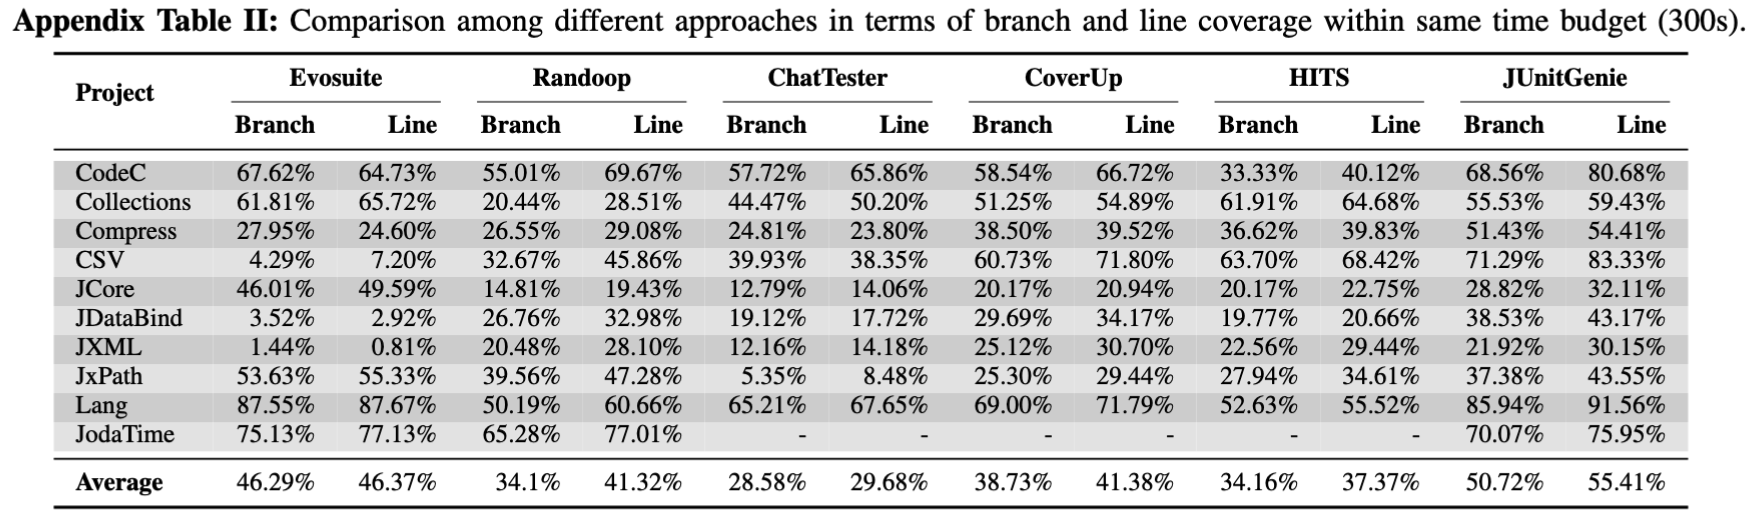 Appendix Table II: Comparison among different approaches in terms of branch and line coverage within same time budget (300s).
Project Evosuite Randoop ChatTester CoverUp HITS JUnitGenie
Branch Line Branch Line Branch Line Branch Line Branch Line Branch Line
CodeC 67.62% 64.73% 55.01% 69.67% 57.72% 65.86% 58.54% 66.72% 33.33% 40.12% 68.56% 80.68%
Collections 61.81% 65.72% 20.44% 28.51% 44.47% 50.20% 51.25% 54.89% 61.91% 64.68% 55.53% 59.43%
Compress 27.95% 24.60% 26.55% 29.08% 24.81% 23.80% 38.50% 39.52% 36.62% 39.83% 51.43% 54.41%
CSV 4.29% 7.20% 32.67% 45.86% 39.93% 38.35% 60.73% 71.80% 63.70% 68.42% 71.29% 83.33%
JCore 46.01% 49.59% 14.81% 19.43% 12.79% 14.06% 20.17% 20.94% 20.17% 22.75% 28.82% 32.11%
JDataBind 3.52% 2.92% 26.76% 32.98% 19.12% 17.72% 29.69% 34.17% 19.77% 20.66% 38.53% 43.17%
JXML 1.44% 0.81% 20.48% 28.10% 12.16% 14.18% 25.12% 30.70% 22.56% 29.44% 21.92% 30.15%
JxPath 53.63% 55.33% 39.56% 47.28% 5.35% 8.48% 25.30% 29.44% 27.94% 34.61% 37.38% 43.55%
Lang 87.55% 87.67% 50.19% 60.66% 65.21% 67.65% 69.00% 71.79% 52.63% 55.52% 85.94% 91.56%
JodaTime 75.13% 77.13% 65.28% 77.01% - - - - - - 70.07% 75.95%
Average 46.29% 46.37% 34.1% 41.32% 28.58% 29.68% 38.73% 41.38% 34.16% 37.37% 50.72% 55.41%